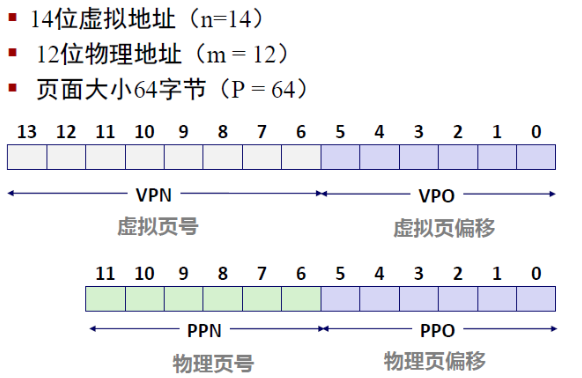 14位虚拟地址（n=14）
12位物理地址（m = 12）
页面大小64字节（P = 64）
13 12 11 10 9 8 7 6 5 4 3 2 1 0
VPN VPO
虚拟页号 虚拟页偏移
11 10 9 8 7 6 5 4 3 2 1 0
PPN PPO
物理页号 物理页偏移